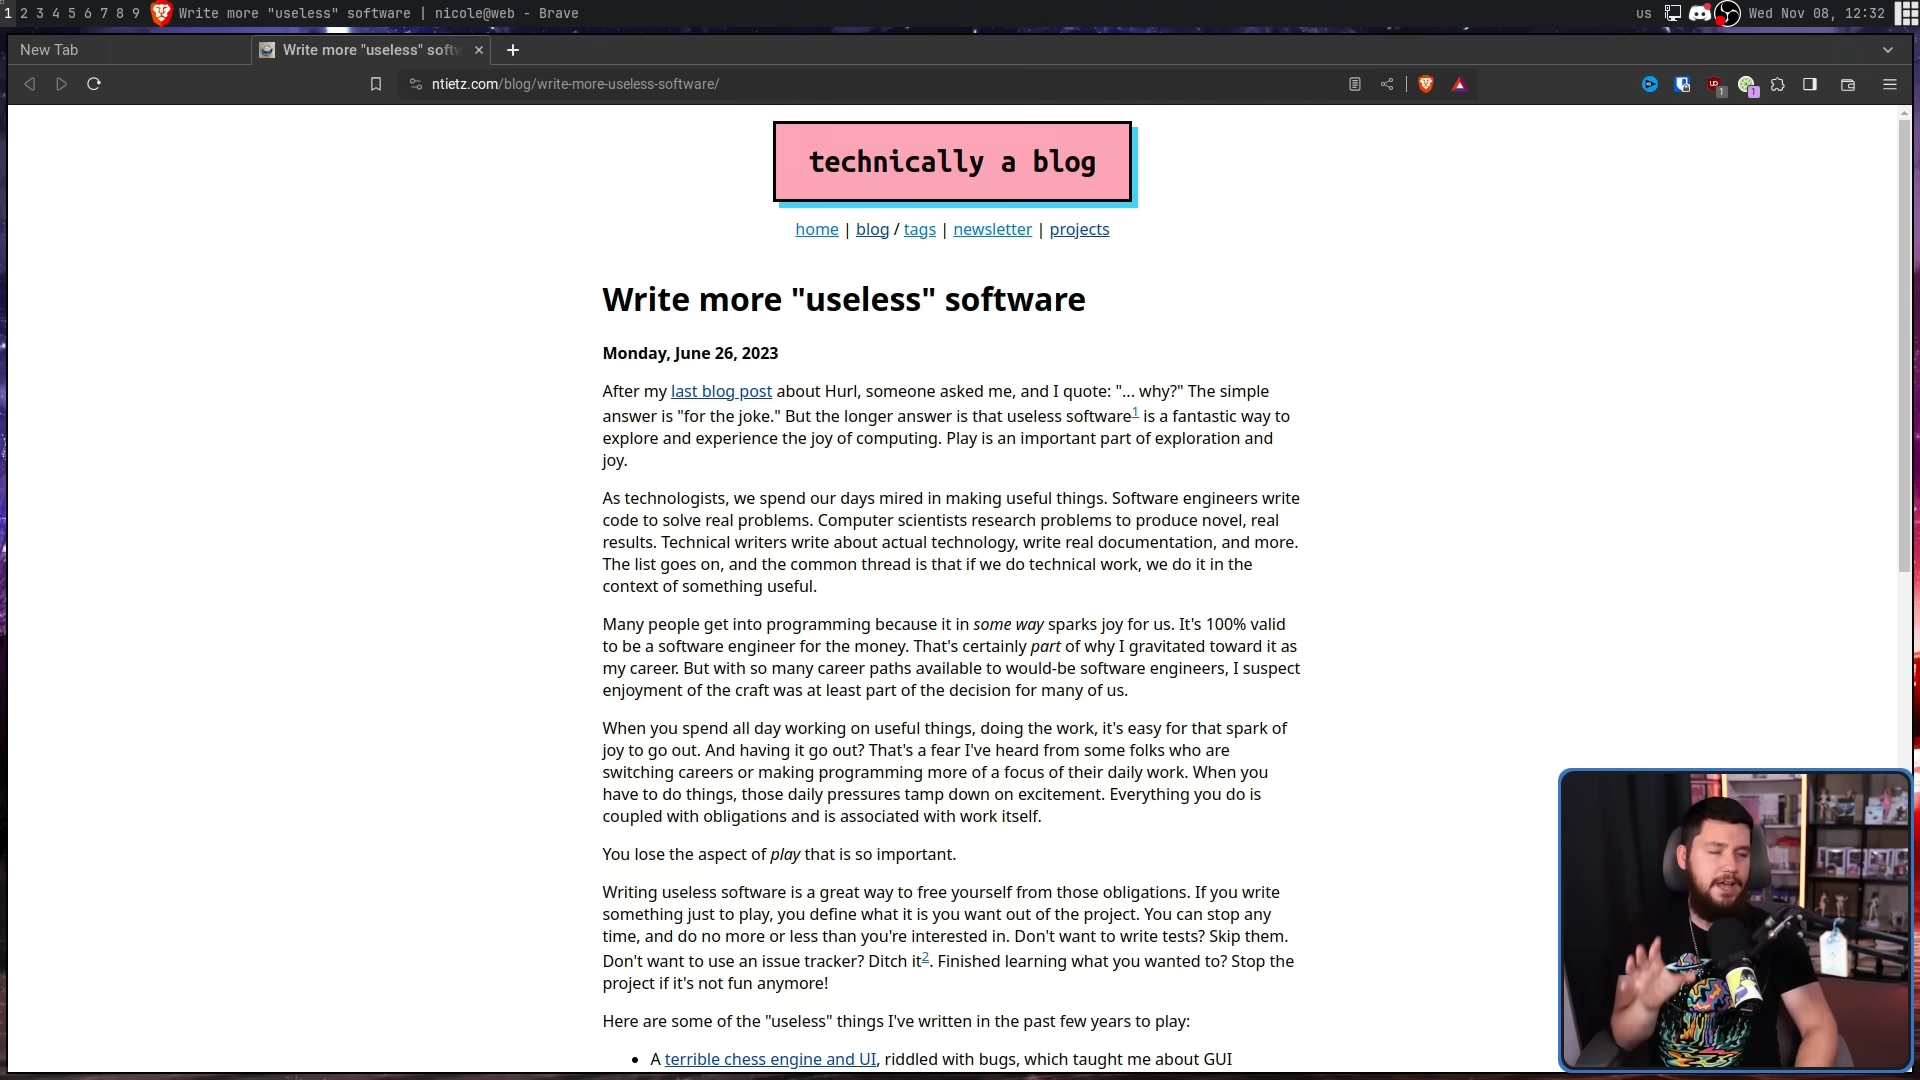 1 2 3 4 5 6 7 8 9 Write more "useless" software | nicole@web - Brave us Wed Nov 08, 12:32
New Tab Write more "useless" softw
ntietz.com/blog/write-more-useless-software/
technically a blog
home | blog / tags | newsletter | projects
Write more "useless" software
Monday, June 26, 2023
After my last blog post about Hurl, someone asked me, and I quote: "... why?" The simple
answer is "for the joke." But the longer answer is that useless software1 is a fantastic way to
explore and experience the joy of computing. Play is an important part of exploration and
joy.
As technologists, we spend our days mired in making useful things. Software engineers write
code to solve real problems. Computer scientists research problems to produce novel, real
results. Technical writers write about actual technology, write real documentation, and more.
The list goes on, and the common thread is that if we do technical work, we do it in the
context of something useful.
Many people get into programming because it in some way sparks joy for us. It's 100% valid
to be a software engineer for the money. That's certainly part of why I gravitated toward it as
my career. But with so many career paths available to would-be software engineers, I suspect
enjoyment of the craft was at least part of the decision for many of us.
When you spend all day working on useful things, doing the work, it's easy for that spark of
joy to go out. And having it go out? That's a fear I've heard from some folks who are
switching careers or making programming more of a focus of their daily work. When you
have to do things, those daily pressures tamp down on excitement. Everything you do is
coupled with obligations and is associated with work itself.
You lose the aspect of play that is so important.
Writing useless software is a great way to free yourself from those obligations. If you write
something just to play, you define what it is you want out of the project. You can stop any
time, and do no more or less than you're interested in. Don't want to write tests? Skip them.
Don't want to use an issue tracker? Ditch it2. Finished learning what you wanted to? Stop the
project if it's not fun anymore!
Here are some of the "useless" things I've written in the past few years to play:
• A terrible chess engine and UI, riddled with bugs, which taught me about GUI